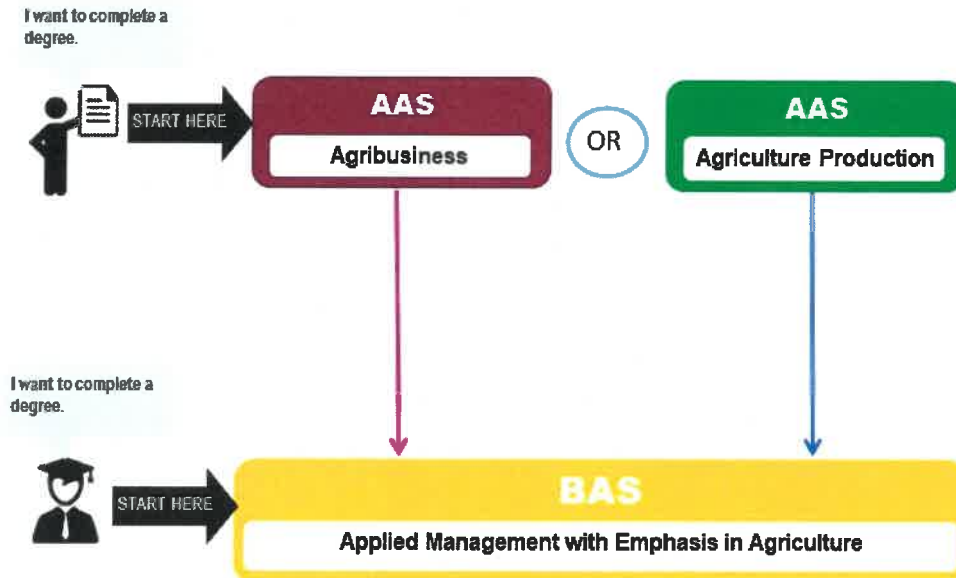 I want to complete a
degree.
START HERE
AAS
Agribusiness
OR
AAS
Agriculture Production
I want to complete a
degree.
START HERE
BAS
Applied Management with Emphasis in Agriculture